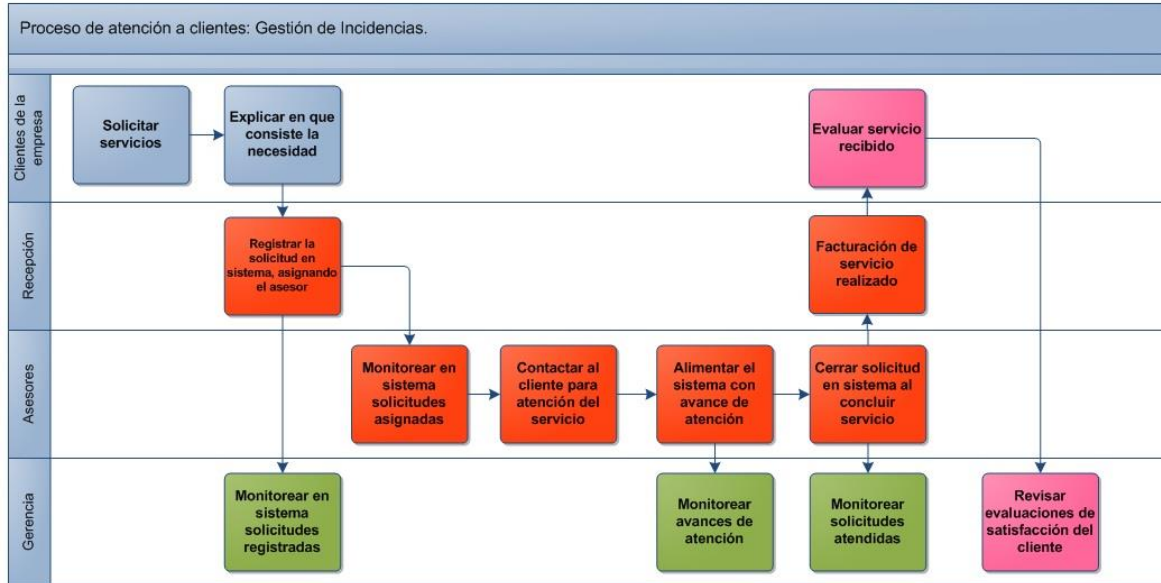 Proceso de atención a clientes: Gestión de Incidencias.
Clientes de la
empresa
Solicitar
servicios
Explicar en que
consiste la
necesidad
Evaluar servicio
recibido
Recepción
Registrar la
solicitud en
sistema, asignando
el asesor
Facturación de
servicio
realizado
Asesores
Monitorear en
sistema
solicitudes
asignadas
Contactar al
cliente para
atención del
servicio
Alimentar el
sistema con
avance de
atención
Cerrar solicitud
en sistema al
concluir
servicio
Gerencia
Monitorear en
sistema
solicitudes
registradas
Monitorear
avances de
atención
Monitorear
solicitudes
atendidas
Revisar
evaluaciones de
satisfacción del
cliente